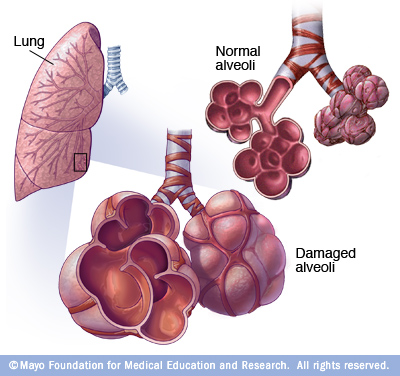 Lung
Normal
alveoli
Damaged
alveoli
© Mayo Foundation for Medical Education and Research. All rights reserved.